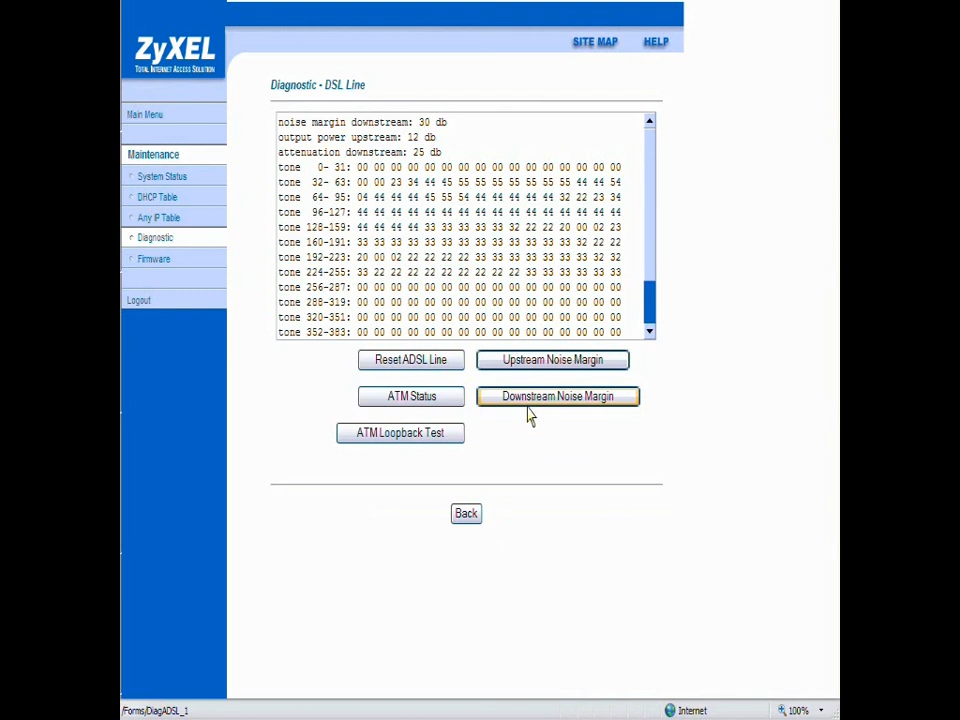 ZyXEL
TOTAL INTERNET ACCESS SOLUTION
SITE MAP HELP
Main Menu
Maintenance
System Status
DHCP Table
Any IP Table
Diagnostic
Firmware
Logout
Diagnostic - DSL Line
noise margin downstream: 30 db
output power upstream: 12 db
attenuation downstream: 25 db
tone 0- 31: 00 00 00 00 00 00 00 00 00 00 00 00 00 00 00 00
tone 32- 63: 00 00 23 34 44 45 55 55 55 55 55 55 55 44 44 54
tone 64- 95: 04 44 44 44 45 55 54 44 44 44 44 44 32 22 23 34
tone 96-127: 44 44 44 44 44 44 44 44 44 44 44 44 44 44 44 44
tone 128-159: 44 44 44 44 33 33 33 33 33 32 22 22 20 00 02 23
tone 160-191: 33 33 33 33 33 33 33 33 33 33 33 33 33 32 22 22
tone 192-223: 20 00 02 22 22 22 22 33 33 33 33 33 33 33 32 32
tone 224-255: 33 22 22 22 22 22 22 22 22 22 33 33 33 33 33 33
tone 256-287: 00 00 00 00 00 00 00 00 00 00 00 00 00 00 00 00
tone 288-319: 00 00 00 00 00 00 00 00 00 00 00 00 00 00 00 00
tone 320-351: 00 00 00 00 00 00 00 00 00 00 00 00 00 00 00 00
tone 352-383: 00 00 00 00 00 00 00 00 00 00 00 00 00 00 00 00
Reset ADSL Line Upstream Noise Margin
ATM Status Downstream Noise Margin
ATM Loopback Test
Back
/Forms/DiagADSL_1 Internet 100%